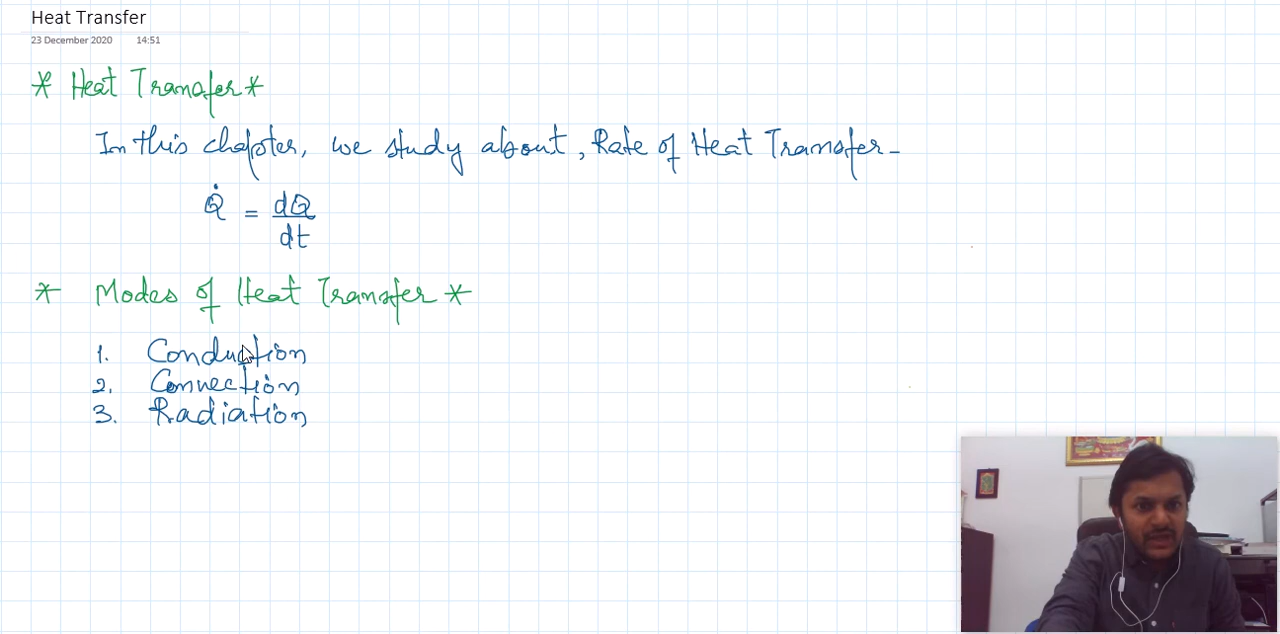 Heat Transfer
23 December 2020 14:51
* Heat Transfer *
In this chapter, we study about, Rate of Heat Transfer-
Q̇ = dQ/dt
* Modes of Heat Transfer *
1. Conduction
2. Convection
3. Radiation